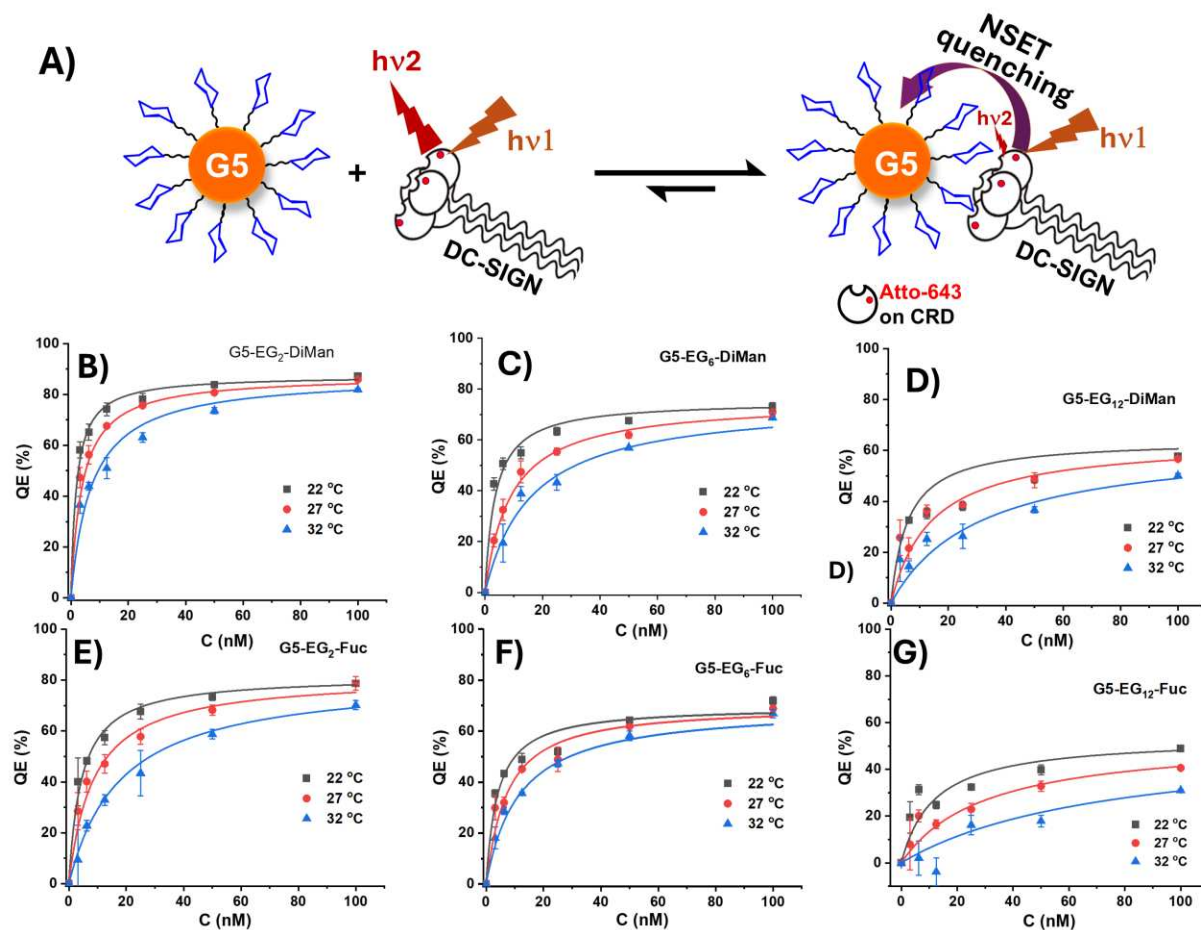 A)
hν2
hν1
G5
+
DC-SIGN
NSET
quenching
hν2
hν1
G5
DC-SIGN
Atto-643
on CRD
B)
G5-EG₂-DiMan
100
80
60
40
20
0
QE (%)
22 °C
27 °C
32 °C
0 20 40 60 80 100
C (nM)
C)
G5-EG₆-DiMan
100
80
60
40
20
0
QE (%)
22 °C
27 °C
32 °C
0 20 40 60 80 100
C (nM)
D)
G5-EG₁₂-DiMan
100
80
60
40
20
0
QE (%)
22 °C
27 °C
32 °C
D)
0 20 40 60 80 100
C (nM)
E)
G5-EG₂-Fuc
100
80
60
40
20
0
QE (%)
22 °C
27 °C
32 °C
0 20 40 60 80 100
C (nM)
F)
G5-EG₆-Fuc
100
80
60
40
20
0
QE (%)
22 °C
27 °C
32 °C
0 20 40 60 80 100
C (nM)
G)
G5-EG₁₂-Fuc
100
80
60
40
20
0
QE (%)
22 °C
27 °C
32 °C
0 20 40 60 80 100
C (nM)